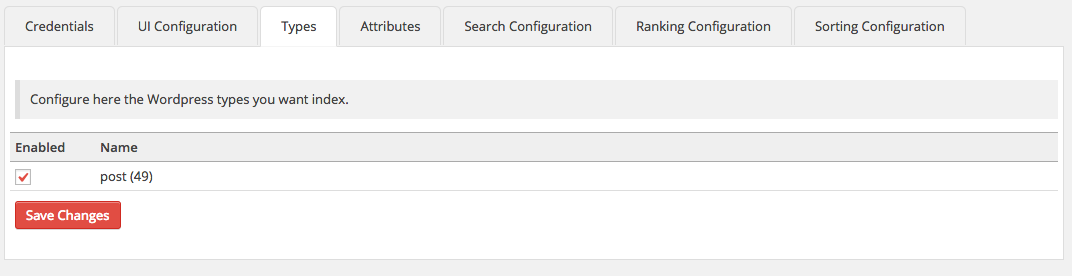 Credentials UI Configuration Types Attributes Search Configuration Ranking Configuration Sorting Configuration
Configure here the Wordpress types you want index.
Enabled Name
post (49)
Save Changes